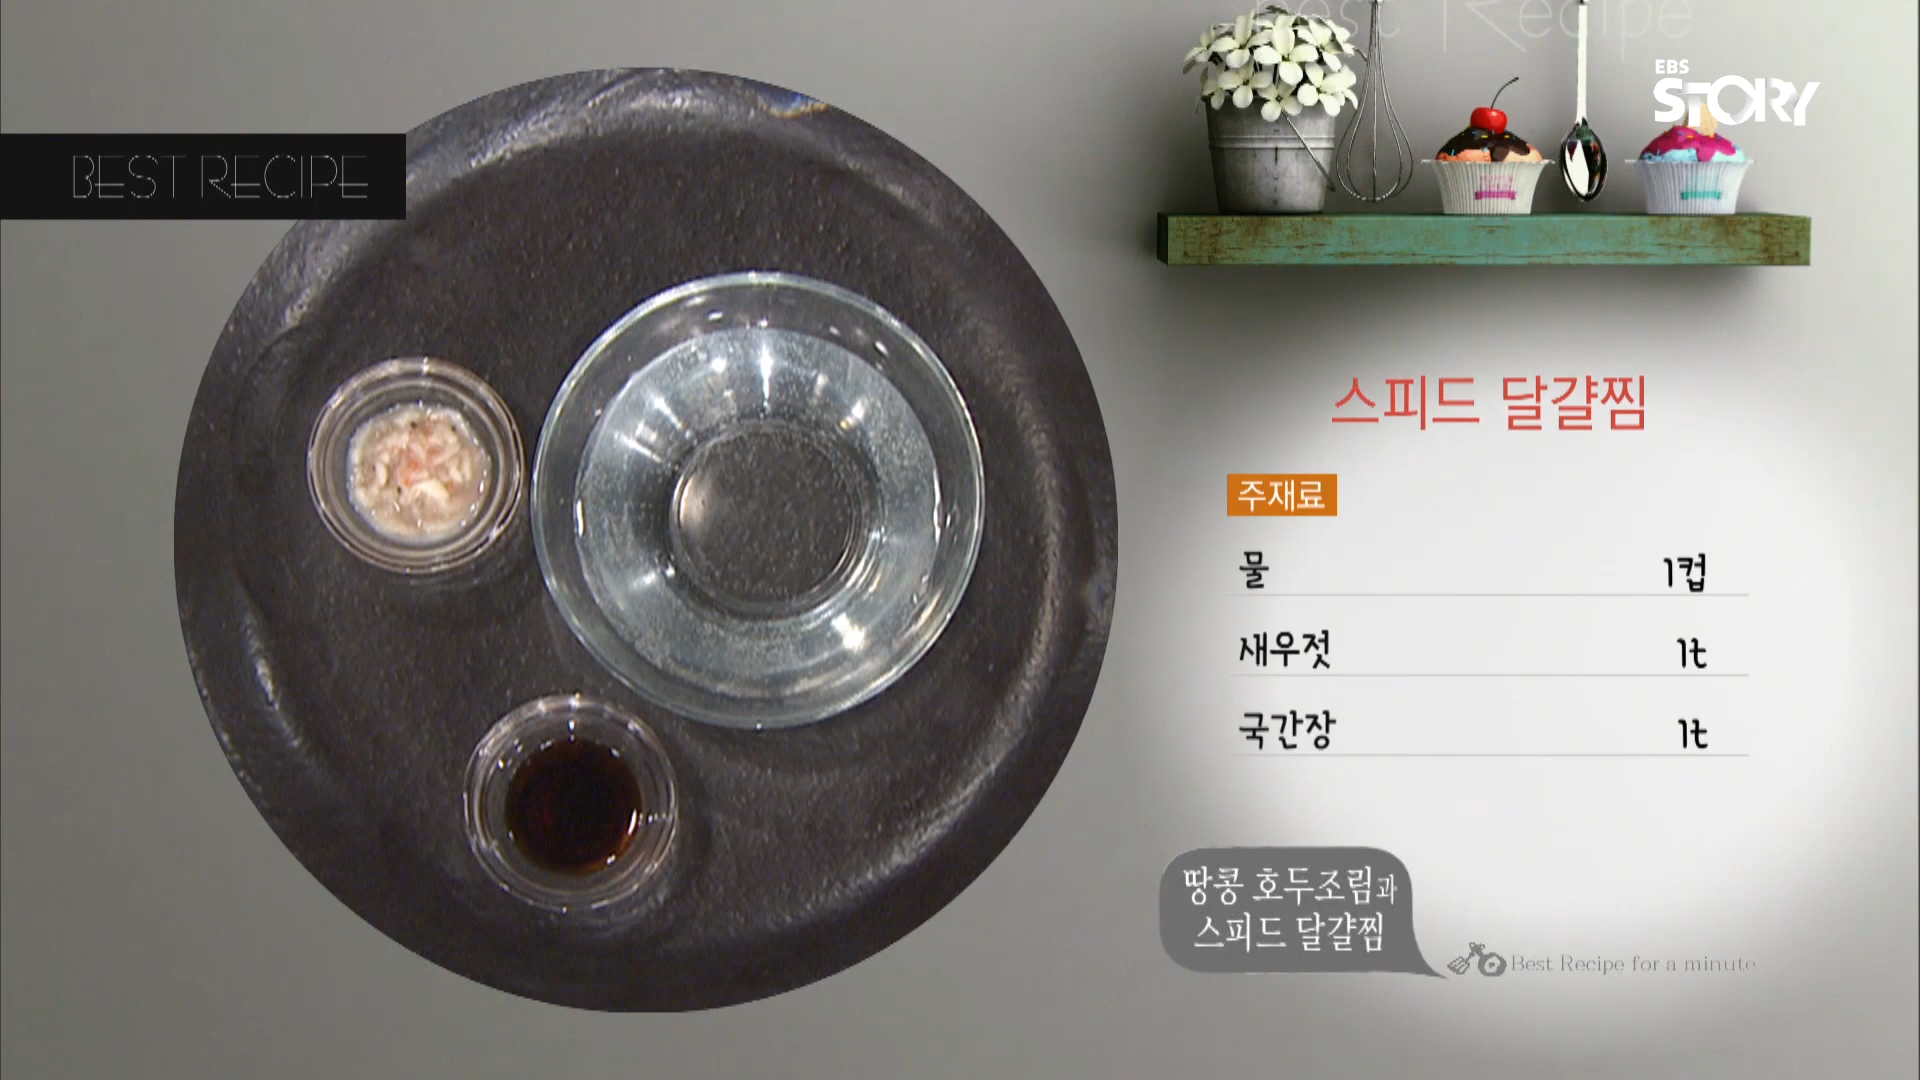 Best Recipe
EBS
STORY
BEST RECIPE
스피드 달걀찜
주재료
물 1컵
새우젓 1t
국간장 1t
땅콩 호두조림과
스피드 달걀찜
Best Recipe for a minute